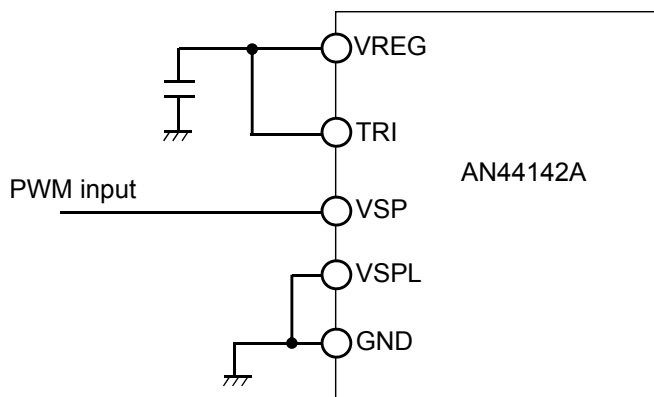 VREG
TRI
AN44142A
PWM input
VSP
VSPL
GND